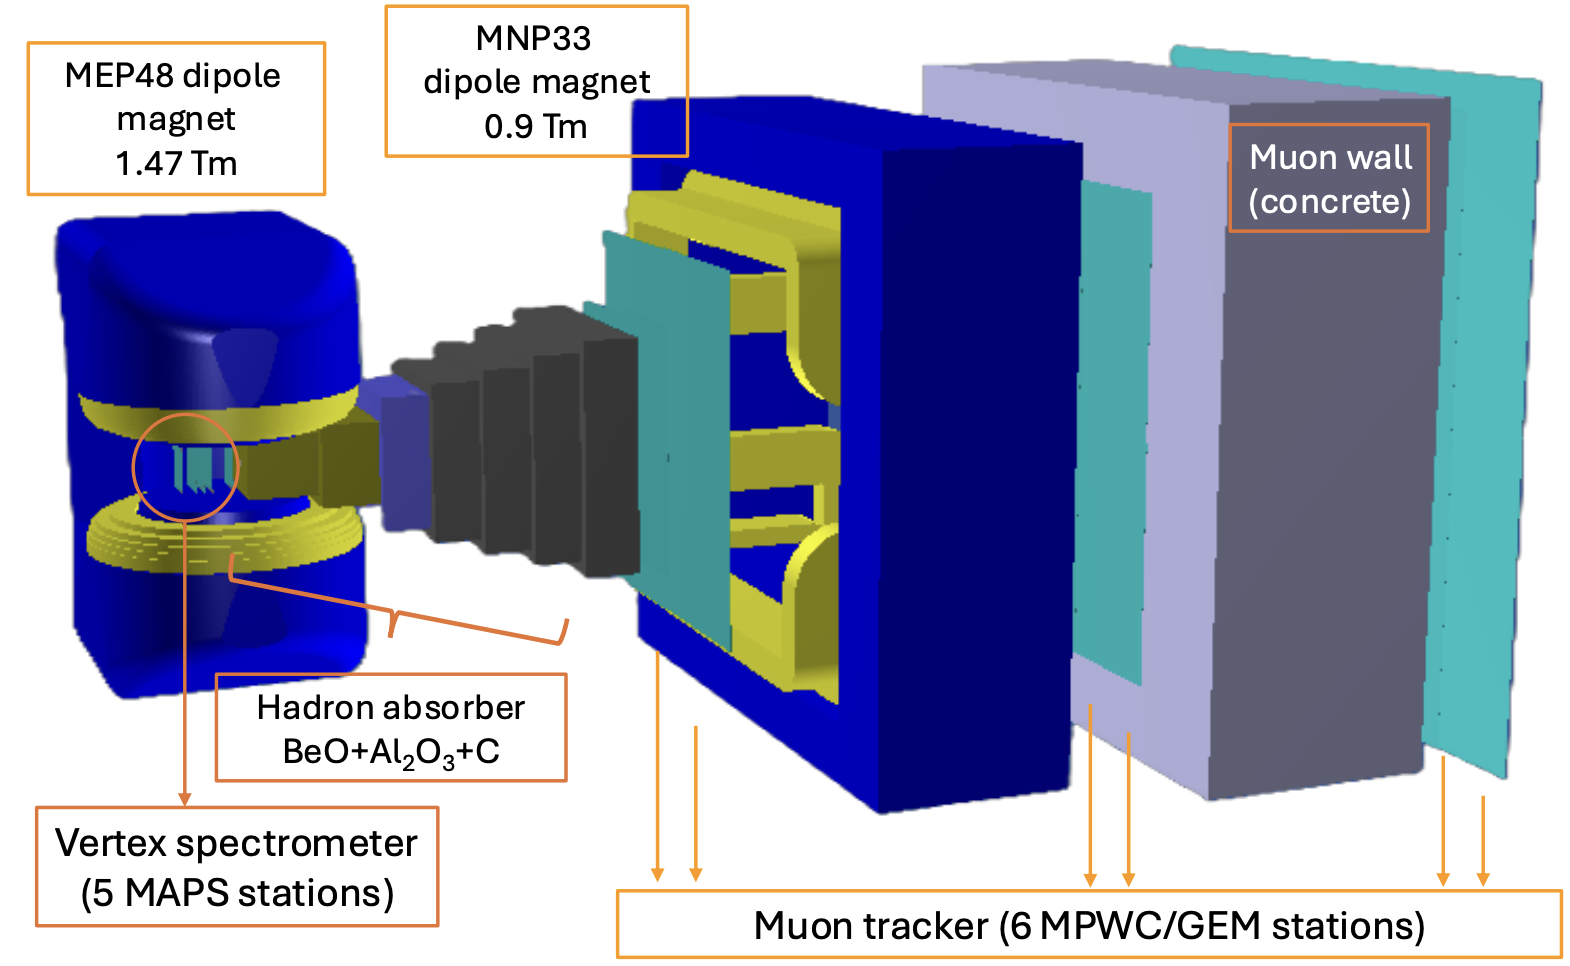 MEP48 dipole
magnet
1.47 Tm
MNP33
dipole magnet
0.9 Tm
Muon wall
(concrete)
Hadron absorber
BeO+Al₂O₃+C
Vertex spectrometer
(5 MAPS stations)
Muon tracker (6 MPWC/GEM stations)